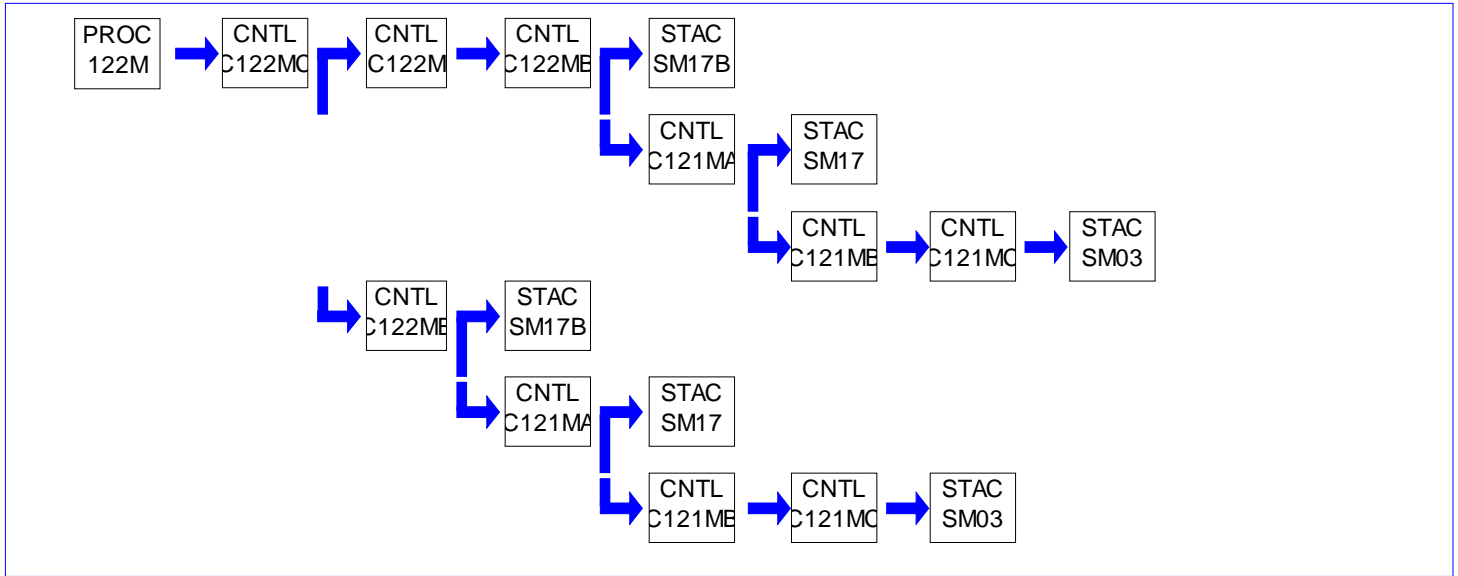 PROC
122M
CNTL
C122MC
CNTL
C122M
CNTL
C122MB
STAC
SM17B
CNTL
C121MA
STAC
SM17
CNTL
C121MB
CNTL
C121MC
STAC
SM03
CNTL
C122MB
STAC
SM17B
CNTL
C121MA
STAC
SM17
CNTL
C121MB
CNTL
C121MC
STAC
SM03